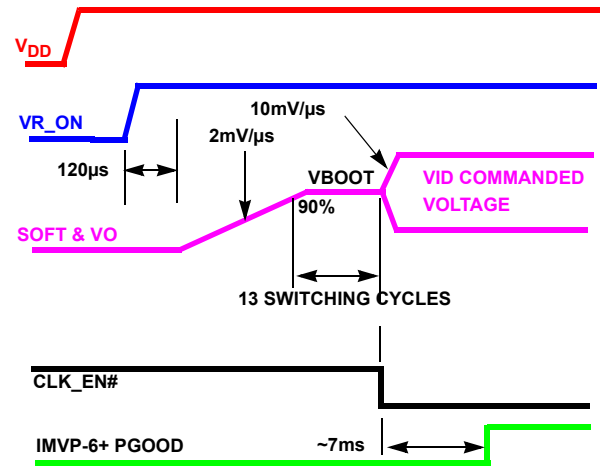 VDD
VR_ON
10mV/µs
2mV/µs
120µs
VBOOT
VID COMMANDED
VOLTAGE
90%
SOFT & VO
13 SWITCHING CYCLES
CLK_EN#
IMVP-6+ PGOOD
~7ms